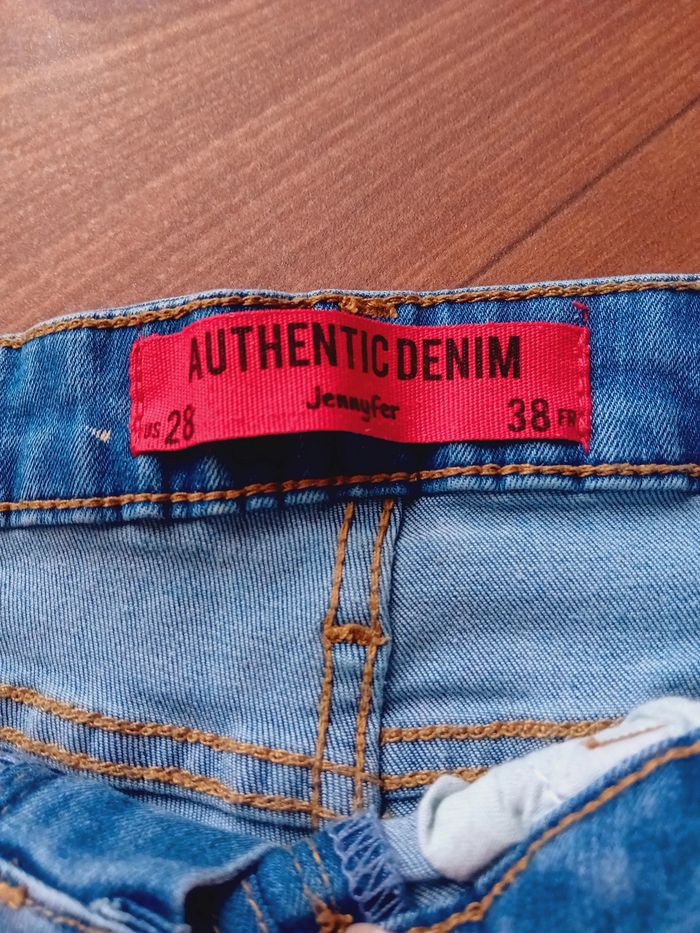 AUTHENTIC DENIM
Jennyfer
US 28 38 FR